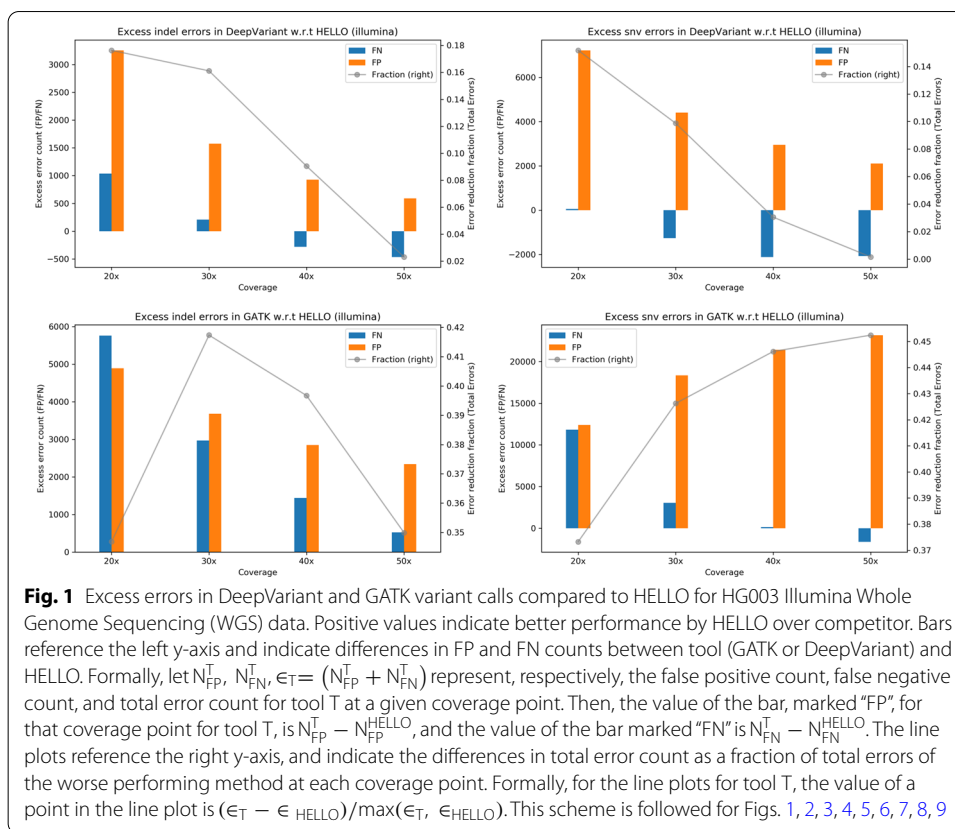 Excess indel errors in DeepVariant w.r.t HELLO (illumina)
FN
FP
Fraction (right)
Excess error count (FP/FN)
3000
2500
2000
1500
1000
500
0
−500
0.18
0.16
0.14
0.12
0.10
0.08
0.06
0.04
0.02
Error reduction fraction (Total Errors)
20x 30x 40x 50x
Coverage
Excess snv errors in DeepVariant w.r.t HELLO (illumina)
FN
FP
Fraction (right)
Excess error count (FP/FN)
6000
4000
2000
0
−2000
0.14
0.12
0.10
0.08
0.06
0.04
0.02
0.00
Error reduction fraction (Total Errors)
20x 30x 40x 50x
Coverage
Excess indel errors in GATK w.r.t HELLO (illumina)
FN
FP
Fraction (right)
Excess error count (FP/FN)
6000
5000
4000
3000
2000
1000
0
0.42
0.41
0.40
0.39
0.38
0.37
0.36
0.35
Error reduction fraction (Total Errors)
20x 30x 40x 50x
Coverage
Excess snv errors in GATK w.r.t HELLO (illumina)
FN
FP
Fraction (right)
Excess error count (FP/FN)
20000
15000
10000
5000
0
0.45
0.44
0.43
0.42
0.41
0.40
0.39
0.38
0.37
Error reduction fraction (Total Errors)
20x 30x 40x 50x
Coverage
Fig. 1 Excess errors in DeepVariant and GATK variant calls compared to HELLO for HG003 Illumina Whole
Genome Sequencing (WGS) data. Positive values indicate better performance by HELLO over competitor. Bars
reference the left y-axis and indicate differences in FP and FN counts between tool (GATK or DeepVariant) and
HELLO. Formally, let N^T_FP, N^T_FN, ϵ_T = (N^T_FP + N^T_FN) represent, respectively, the false positive count, false negative
count, and total error count for tool T at a given coverage point. Then, the value of the bar, marked “FP”, for
that coverage point for tool T, is N^T_FP − N^HELLO_FP, and the value of the bar marked “FN” is N^T_FN − N^HELLO_FN. The line
plots reference the right y-axis, and indicate the differences in total error count as a fraction of total errors of
the worse performing method at each coverage point. Formally, for the line plots for tool T, the value of a
point in the line plot is (ϵ_T − ϵ_HELLO)/max(ϵ_T, ϵ_HELLO). This scheme is followed for Figs. 1, 2, 3, 4, 5, 6, 7, 8, 9